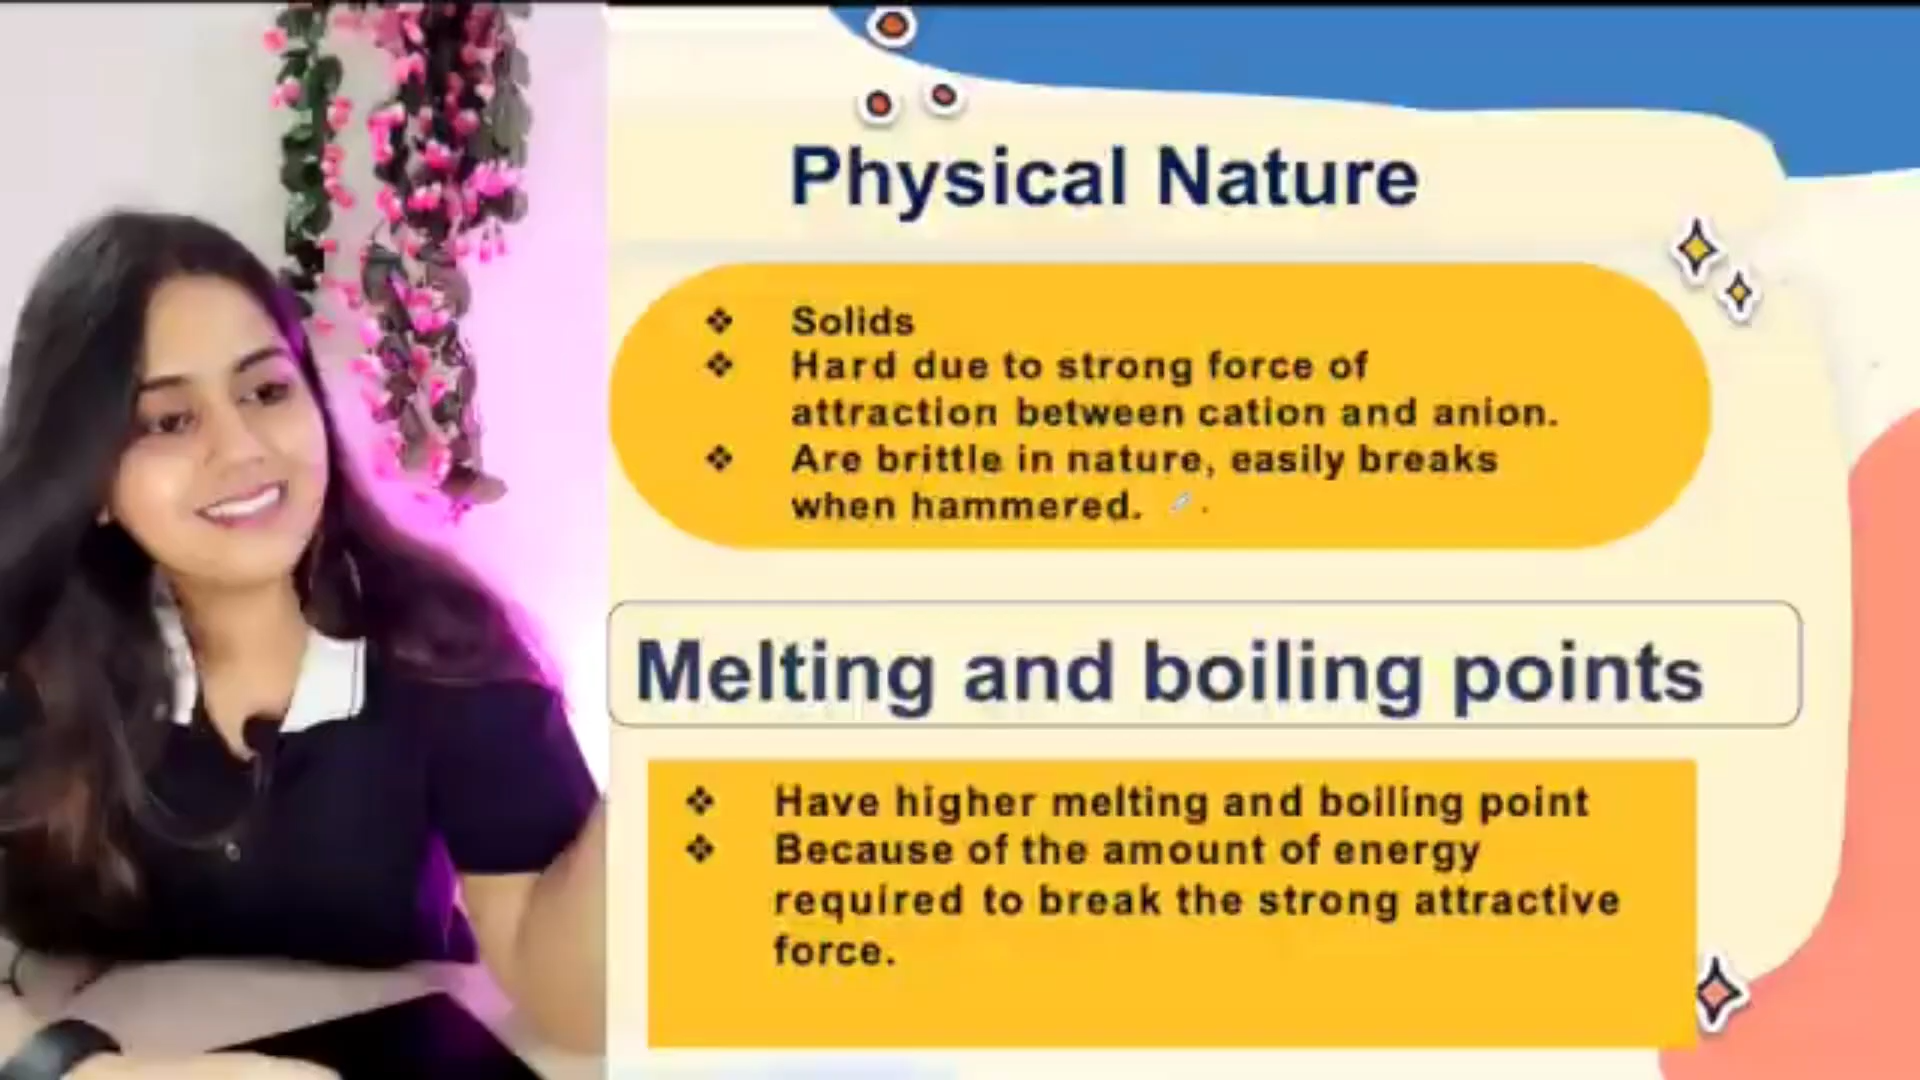 Physical Nature
❖ Solids
❖ Hard due to strong force of
attraction between cation and anion.
❖ Are brittle in nature, easily breaks
when hammered.
Melting and boiling points
❖ Have higher melting and boiling point
❖ Because of the amount of energy
required to break the strong attractive
force.